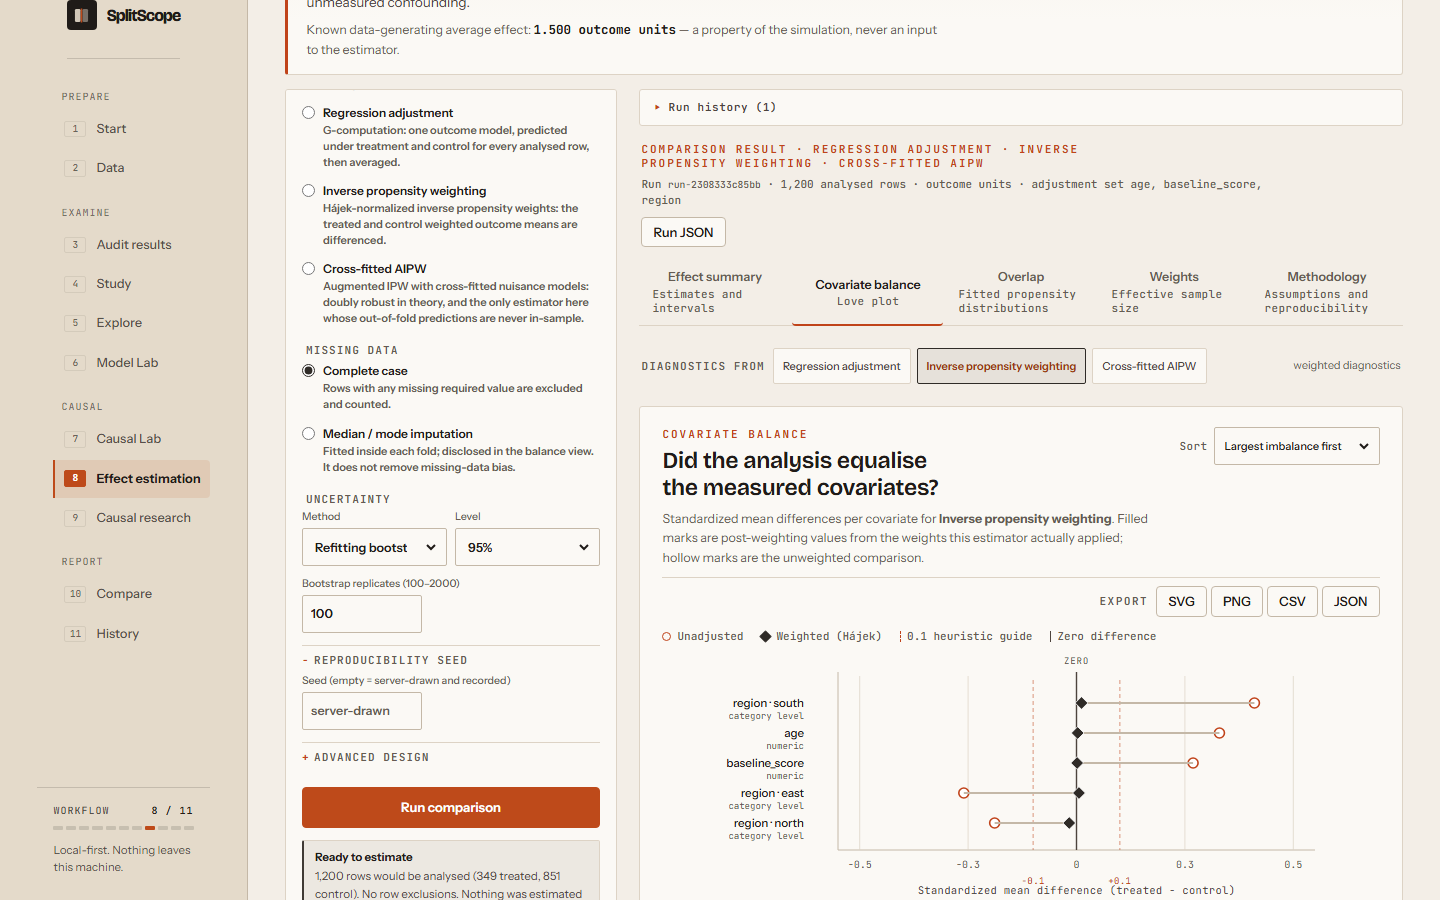 SplitScope
PREPARE
1 Start
2 Data
EXAMINE
3 Audit results
4 Study
5 Explore
6 Model Lab
CAUSAL
7 Causal Lab
8 Effect estimation
9 Causal research
REPORT
10 Compare
11 History
WORKFLOW 8 / 11
Local-first. Nothing leaves
this machine.
unmeasured confounding.
Known data-generating average effect: 1.500 outcome units — a property of the simulation, never an input
to the estimator.
Regression adjustment
G-computation: one outcome model, predicted
under treatment and control for every analysed row,
then averaged.
Inverse propensity weighting
Hájek-normalized inverse propensity weights: the
treated and control weighted outcome means are
differenced.
Cross-fitted AIPW
Augmented IPW with cross-fitted nuisance models:
doubly robust in theory, and the only estimator here
whose out-of-fold predictions are never in-sample.
MISSING DATA
Complete case
Rows with any missing required value are excluded
and counted.
Median / mode imputation
Fitted inside each fold; disclosed in the balance view.
It does not remove missing-data bias.
UNCERTAINTY
Method Level
Refitting bootst 95%
Bootstrap replicates (100–2000)
100
- REPRODUCIBILITY SEED
Seed (empty = server-drawn and recorded)
server-drawn
+ ADVANCED DESIGN
Run comparison
Ready to estimate
1,200 rows would be analysed (349 treated, 851
control). No row exclusions. Nothing was estimated
▸ Run history (1)
COMPARISON RESULT · REGRESSION ADJUSTMENT · INVERSE
PROPENSITY WEIGHTING · CROSS-FITTED AIPW
Run run-2308333c85bb · 1,200 analysed rows · outcome units · adjustment set age, baseline_score,
region
Run JSON
Effect summary
Estimates and
intervals
Covariate balance
Love plot
Overlap
Fitted propensity
distributions
Weights
Effective sample
size
Methodology
Assumptions and
reproducibility
DIAGNOSTICS FROM Regression adjustment Inverse propensity weighting Cross-fitted AIPW weighted diagnostics
COVARIATE BALANCE
Did the analysis equalise
the measured covariates?
Sort Largest imbalance first
Standardized mean differences per covariate for Inverse propensity weighting. Filled
marks are post-weighting values from the weights this estimator actually applied;
hollow marks are the unweighted comparison.
EXPORT SVG PNG CSV JSON
Unadjusted Weighted (Hájek) 0.1 heuristic guide Zero difference
ZERO
region·south
category level
age
numeric
baseline_score
numeric
region·east
category level
region·north
category level
-0.5 -0.3 0 0.3 0.5
-0.1 +0.1
Standardized mean difference (treated - control)